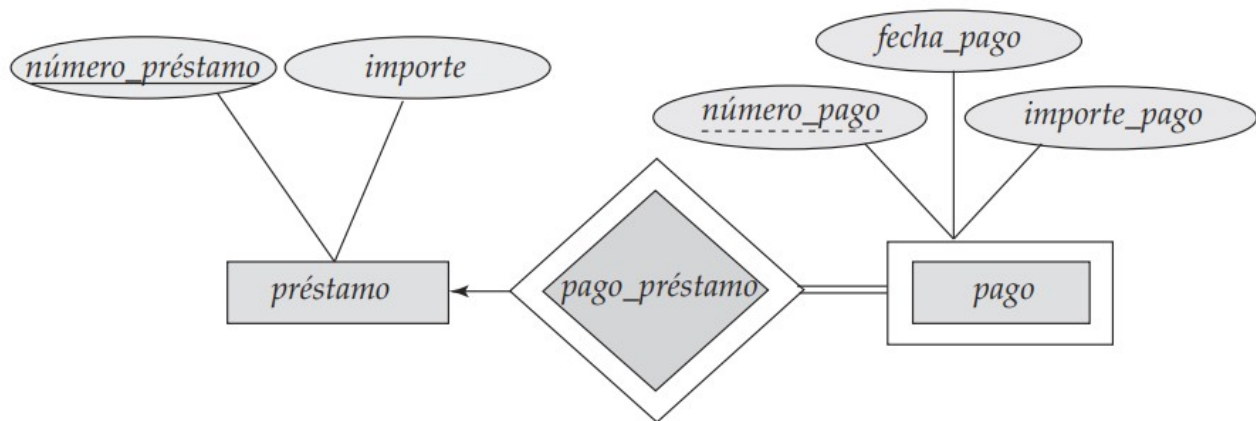 fecha_pago
número_préstamo
importe
número_pago
importe_pago
préstamo
pago_préstamo
pago